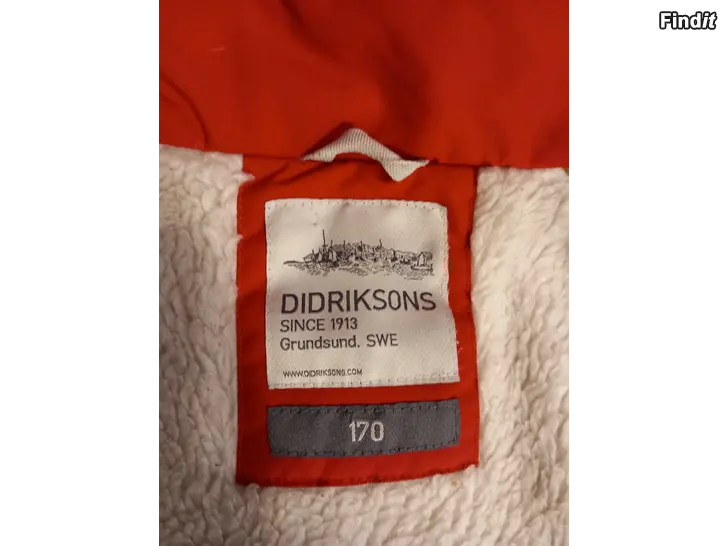 Findit
DIDRIKSONS
SINCE 1913
Grundsund. SWE
WWW.DIDRIKSONS.COM
170